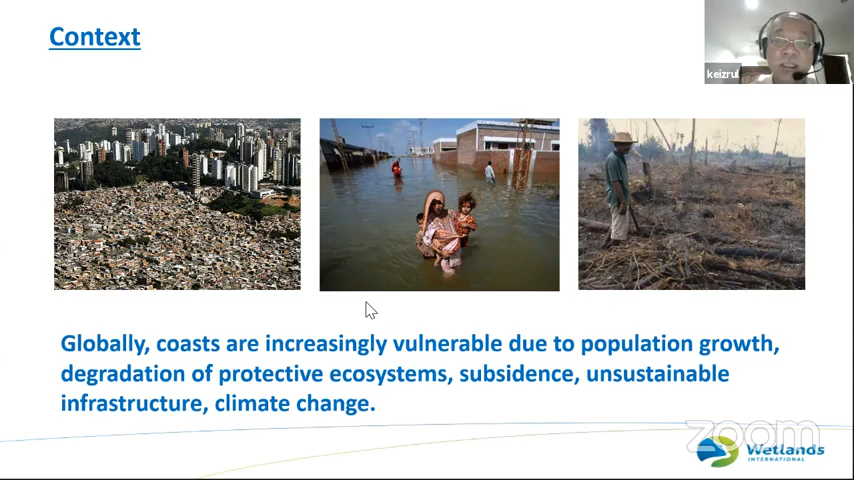 Context
keizrul
Globally, coasts are increasingly vulnerable due to population growth,
degradation of protective ecosystems, subsidence, unsustainable
infrastructure, climate change.
zoom
Wetlands
INTERNATIONAL